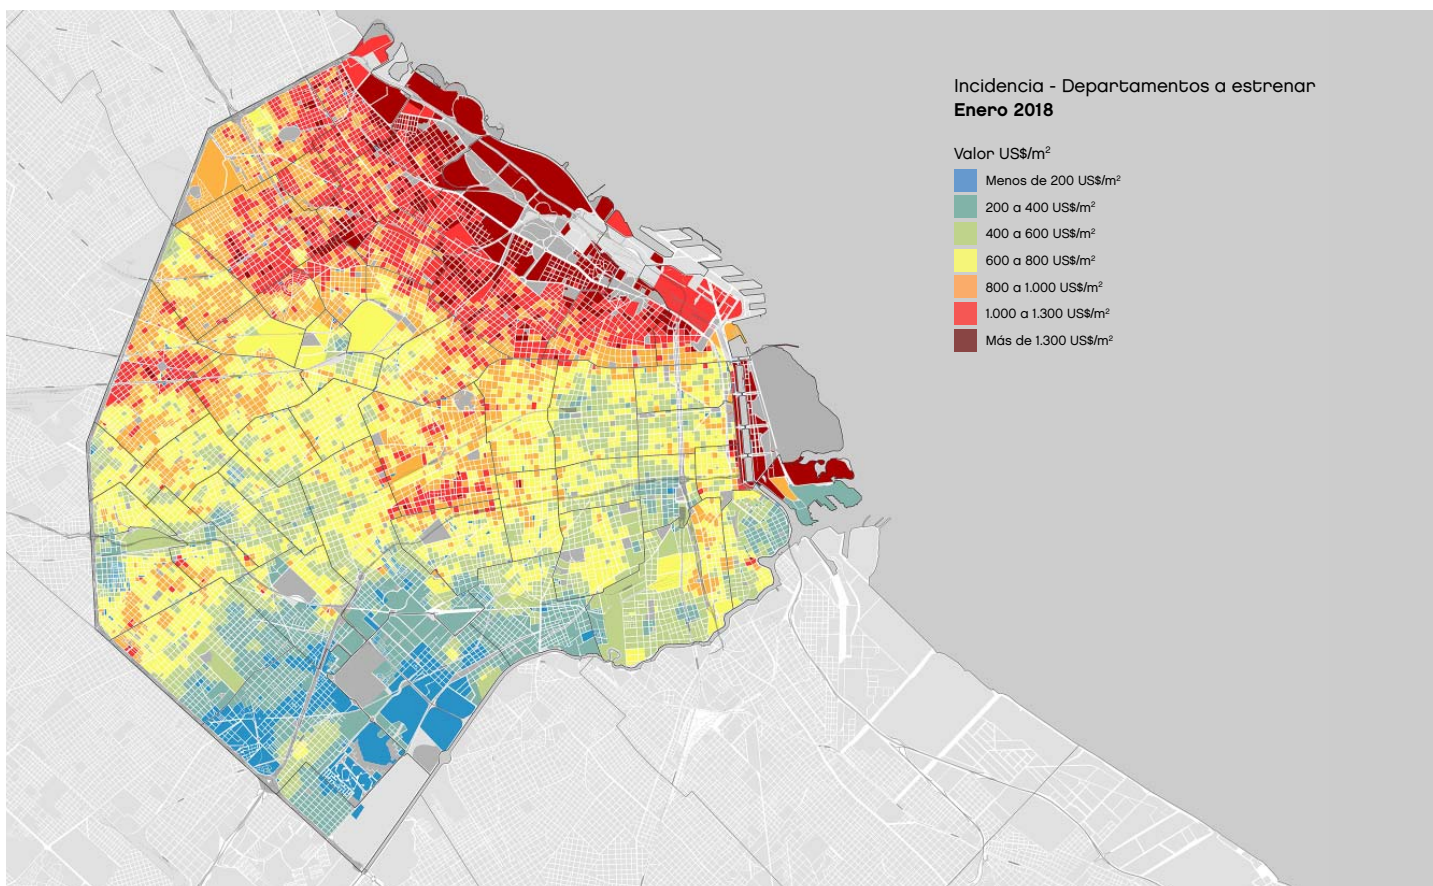 Incidencia - Departamentos a estrenar
Enero 2018
Valor US$/m²
Menos de 200 US$/m²
200 a 400 US$/m²
400 a 600 US$/m²
600 a 800 US$/m²
800 a 1.000 US$/m²
1.000 a 1.300 US$/m²
Más de 1.300 US$/m²